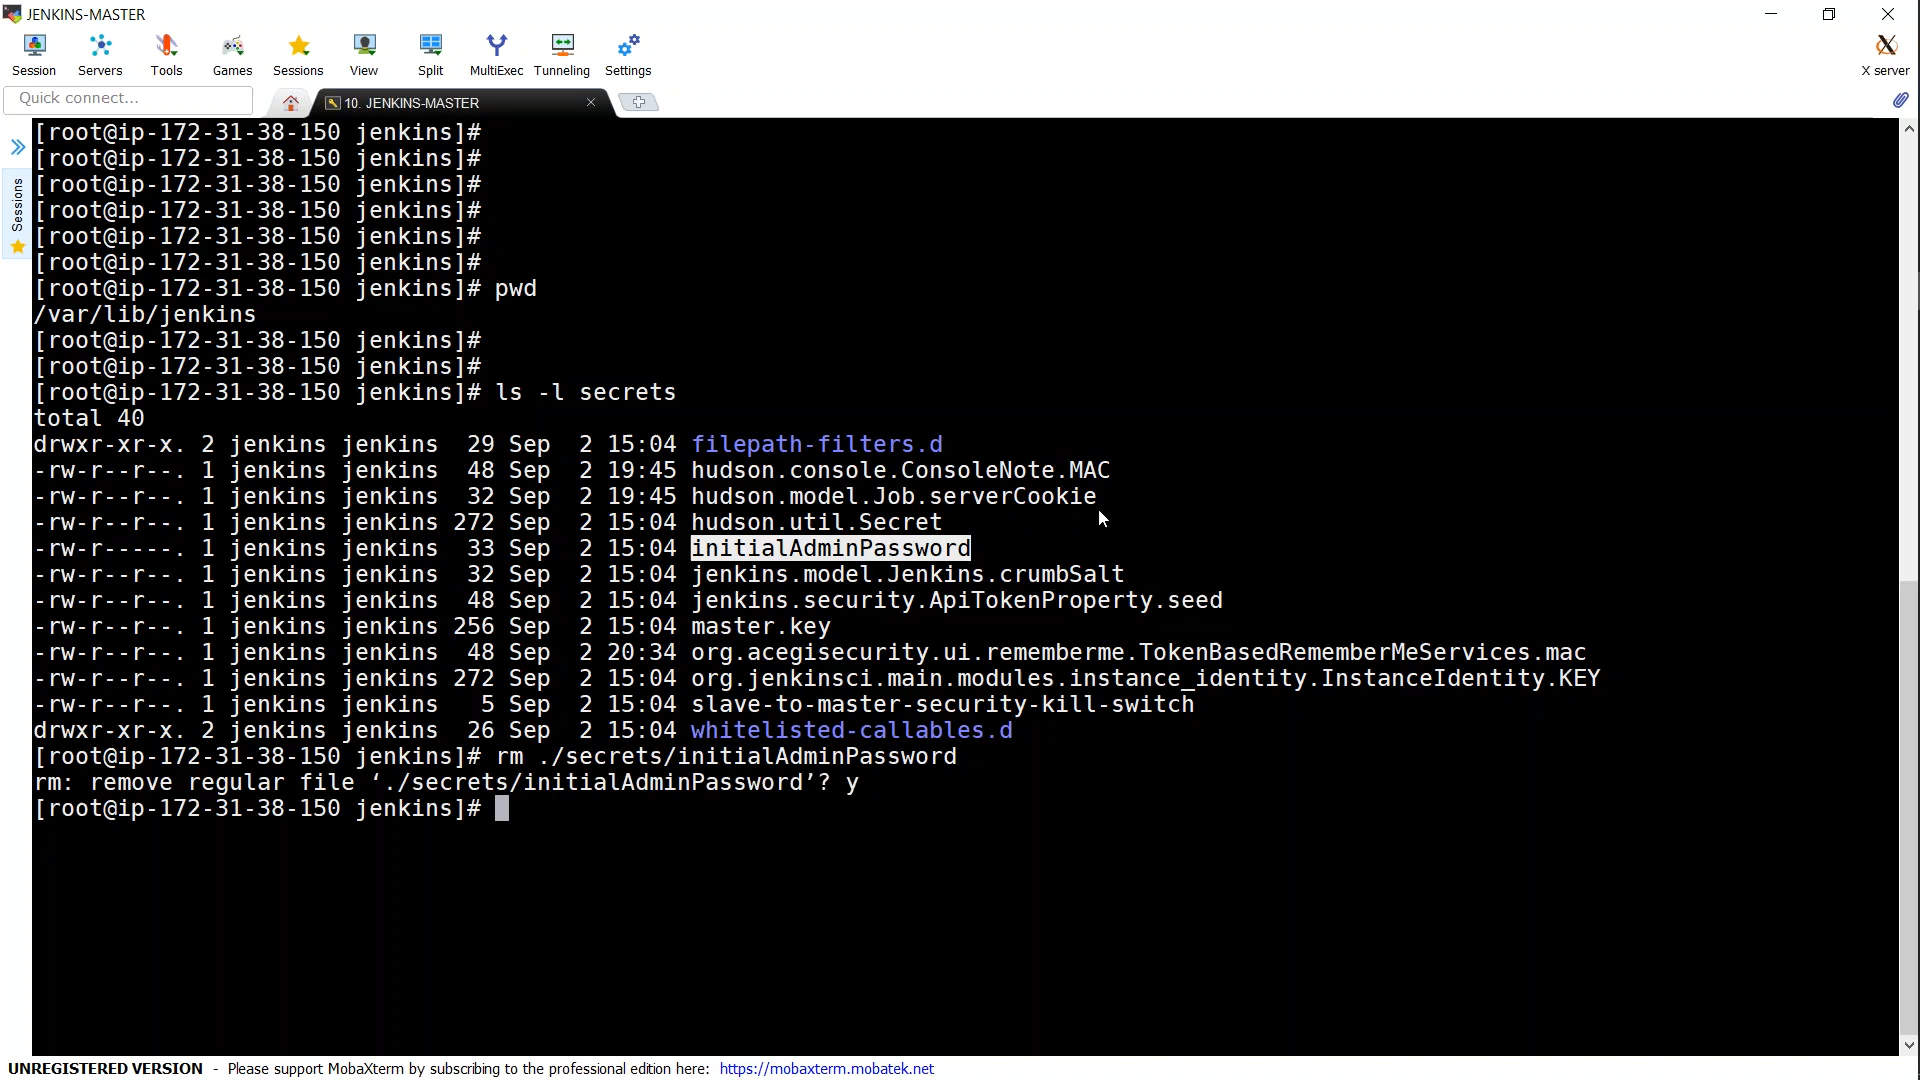 JENKINS-MASTER
Session Servers Tools Games Sessions View Split MultiExec Tunneling Settings X server
Quick connect... 10. JENKINS-MASTER
Sessions
[root@ip-172-31-38-150 jenkins]#
[root@ip-172-31-38-150 jenkins]#
[root@ip-172-31-38-150 jenkins]#
[root@ip-172-31-38-150 jenkins]#
[root@ip-172-31-38-150 jenkins]#
[root@ip-172-31-38-150 jenkins]#
[root@ip-172-31-38-150 jenkins]# pwd
/var/lib/jenkins
[root@ip-172-31-38-150 jenkins]#
[root@ip-172-31-38-150 jenkins]#
[root@ip-172-31-38-150 jenkins]# ls -l secrets
total 40
drwxr-xr-x. 2 jenkins jenkins  29 Sep  2 15:04 filepath-filters.d
-rw-r--r--. 1 jenkins jenkins  48 Sep  2 19:45 hudson.console.ConsoleNote.MAC
-rw-r--r--. 1 jenkins jenkins  32 Sep  2 19:45 hudson.model.Job.serverCookie
-rw-r--r--. 1 jenkins jenkins 272 Sep  2 15:04 hudson.util.Secret
-rw-r-----. 1 jenkins jenkins  33 Sep  2 15:04 initialAdminPassword
-rw-r--r--. 1 jenkins jenkins  32 Sep  2 15:04 jenkins.model.Jenkins.crumbSalt
-rw-r--r--. 1 jenkins jenkins  48 Sep  2 15:04 jenkins.security.ApiTokenProperty.seed
-rw-r--r--. 1 jenkins jenkins 256 Sep  2 15:04 master.key
-rw-r--r--. 1 jenkins jenkins  48 Sep  2 20:34 org.acegisecurity.ui.rememberme.TokenBasedRememberMeServices.mac
-rw-r--r--. 1 jenkins jenkins 272 Sep  2 15:04 org.jenkinsci.main.modules.instance_identity.InstanceIdentity.KEY
-rw-r--r--. 1 jenkins jenkins   5 Sep  2 15:04 slave-to-master-security-kill-switch
drwxr-xr-x. 2 jenkins jenkins  26 Sep  2 15:04 whitelisted-callables.d
[root@ip-172-31-38-150 jenkins]# rm ./secrets/initialAdminPassword
rm: remove regular file ‘./secrets/initialAdminPassword’? y
[root@ip-172-31-38-150 jenkins]#
UNREGISTERED VERSION - Please support MobaXterm by subscribing to the professional edition here: https://mobaxterm.mobatek.net